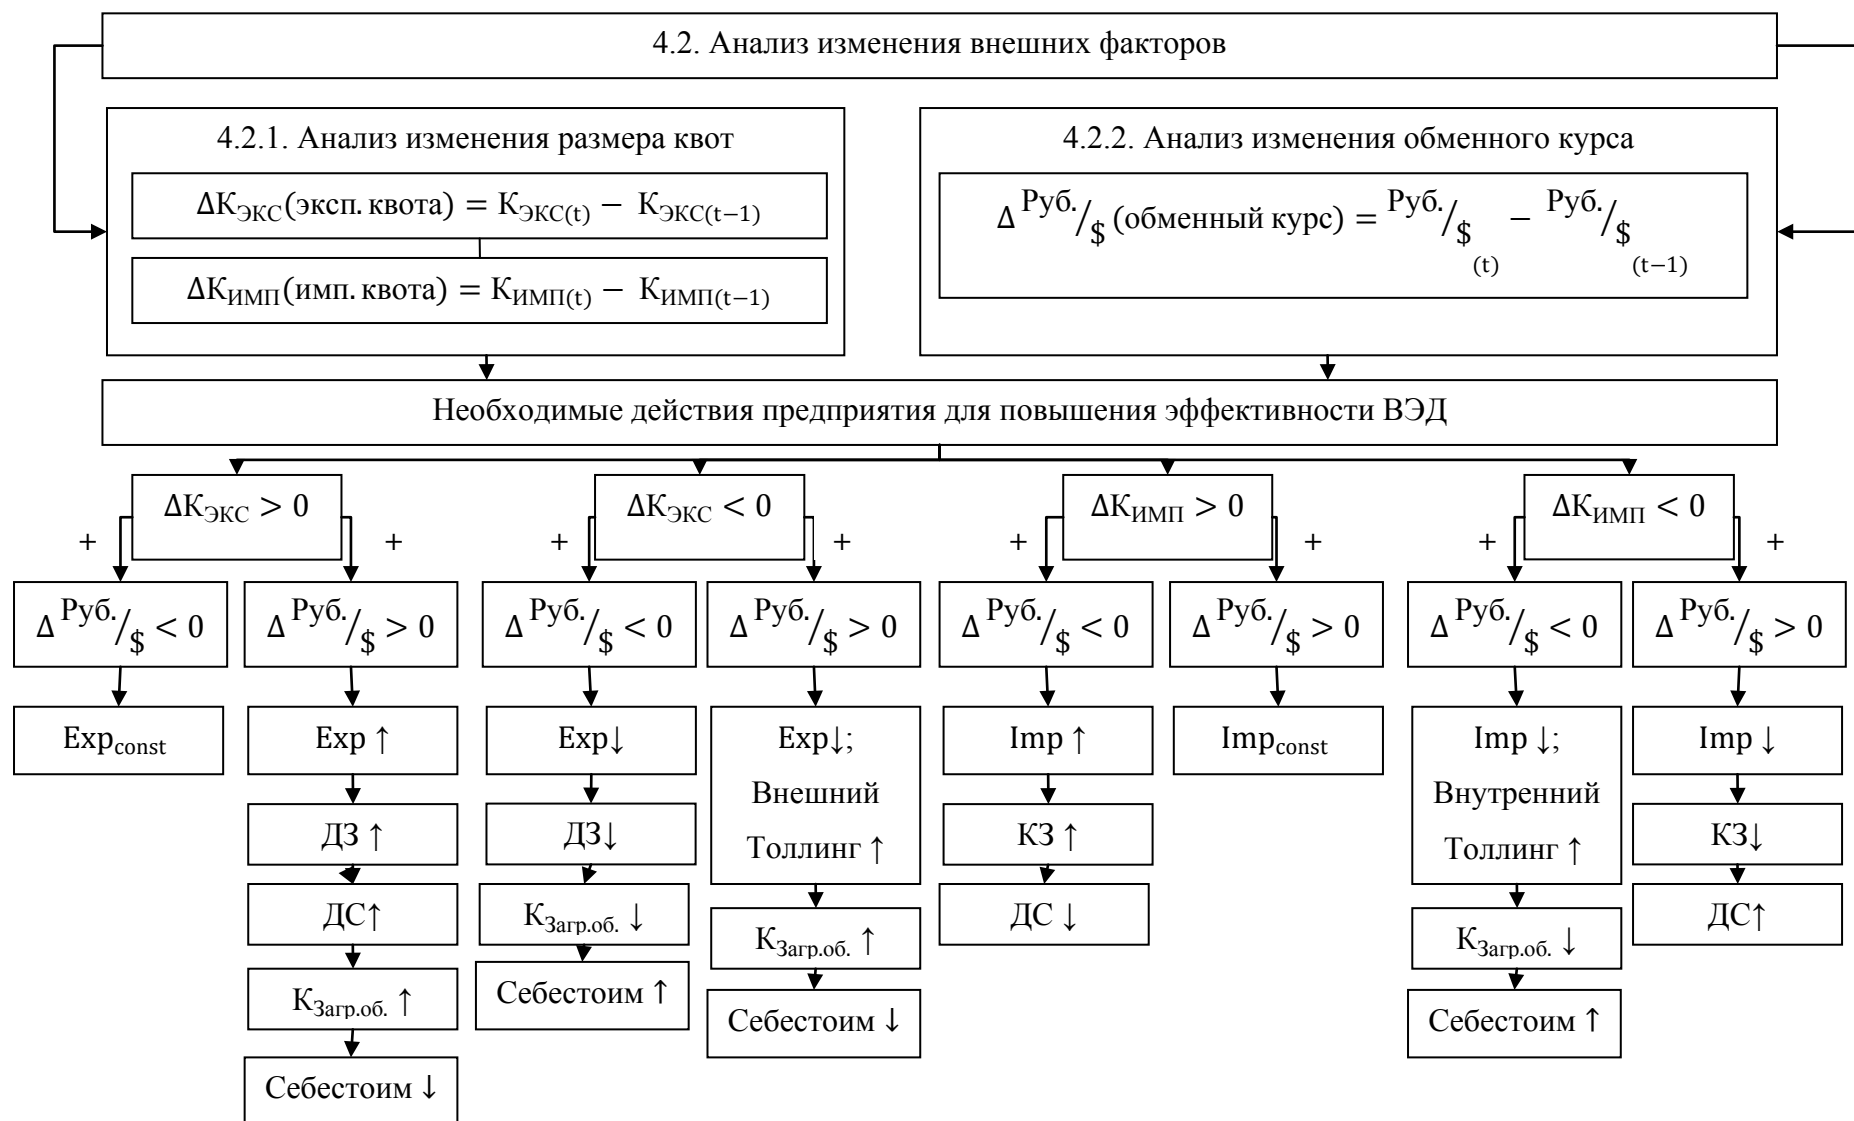 4.2. Анализ изменения внешних факторов
4.2.1. Анализ изменения размера квот
ΔК_ЭКС(эксп. квота) = К_ЭКС(t) − К_ЭКС(t−1)
ΔК_ИМП(имп. квота) = К_ИМП(t) − К_ИМП(t−1)
4.2.2. Анализ изменения обменного курса
Δ Руб./$ (обменный курс) = Руб./$ (t) − Руб./$ (t−1)
Необходимые действия предприятия для повышения эффективности ВЭД
ΔК_ЭКС > 0
ΔК_ЭКС < 0
ΔК_ИМП > 0
ΔК_ИМП < 0
+ + + + + + + +
Δ Руб./$ < 0
Δ Руб./$ > 0
Δ Руб./$ < 0
Δ Руб./$ > 0
Δ Руб./$ < 0
Δ Руб./$ > 0
Δ Руб./$ < 0
Δ Руб./$ > 0
Exp_const
Exp ↑
ДЗ ↑
ДС↑
К_Загр.об. ↑
Себестоим ↓
Exp↓
ДЗ↓
К_Загр.об. ↓
Себестоим ↑
Exp↓;
Внешний
Толлинг ↑
К_Загр.об. ↑
Себестоим ↓
Imp ↑
КЗ ↑
ДС ↓
Imp_const
Imp ↓;
Внутренний
Толлинг ↑
К_Загр.об. ↓
Себестоим ↑
Imp ↓
КЗ↓
ДС↑